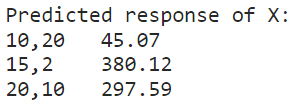 Predicted response of X:
10,20   45.07
15,2    380.12
20,10   297.59